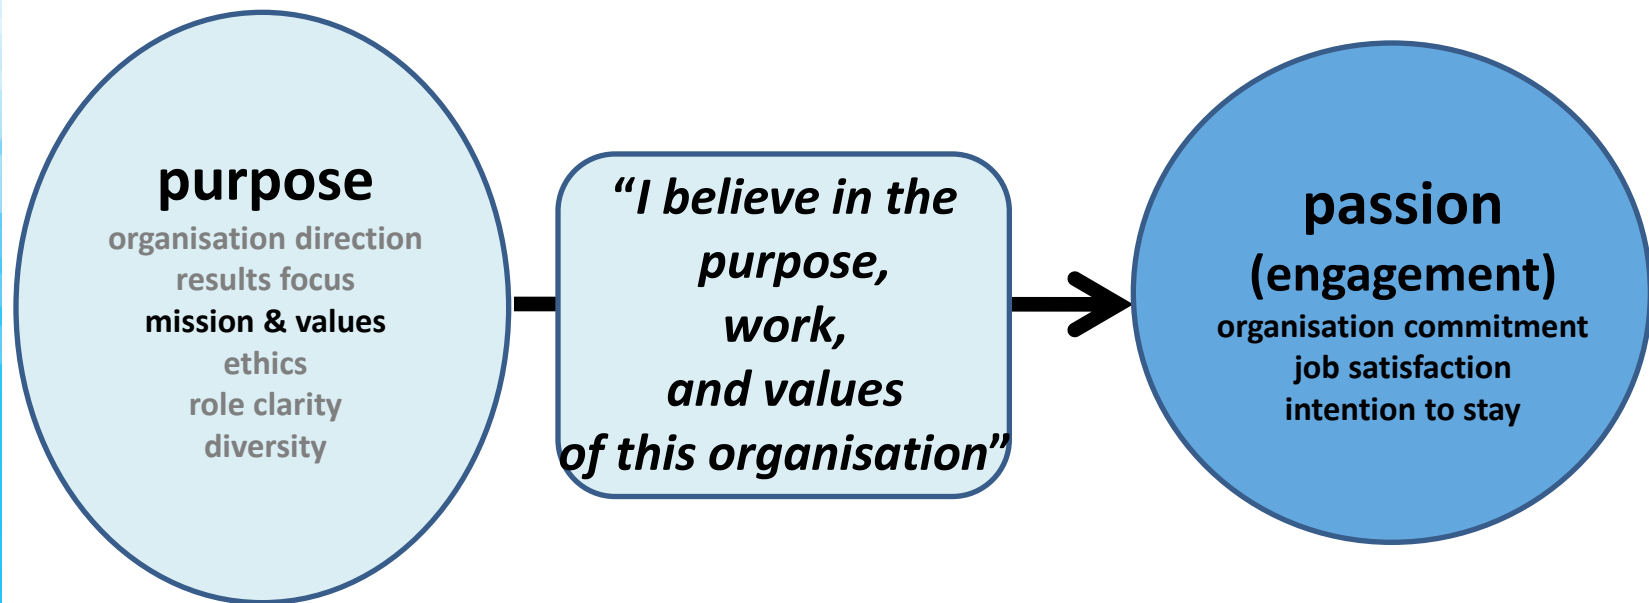 purpose
organisation direction
results focus
mission & values
ethics
role clarity
diversity
“I believe in the
purpose,
work,
and values
of this organisation”
passion
(engagement)
organisation commitment
job satisfaction
intention to stay